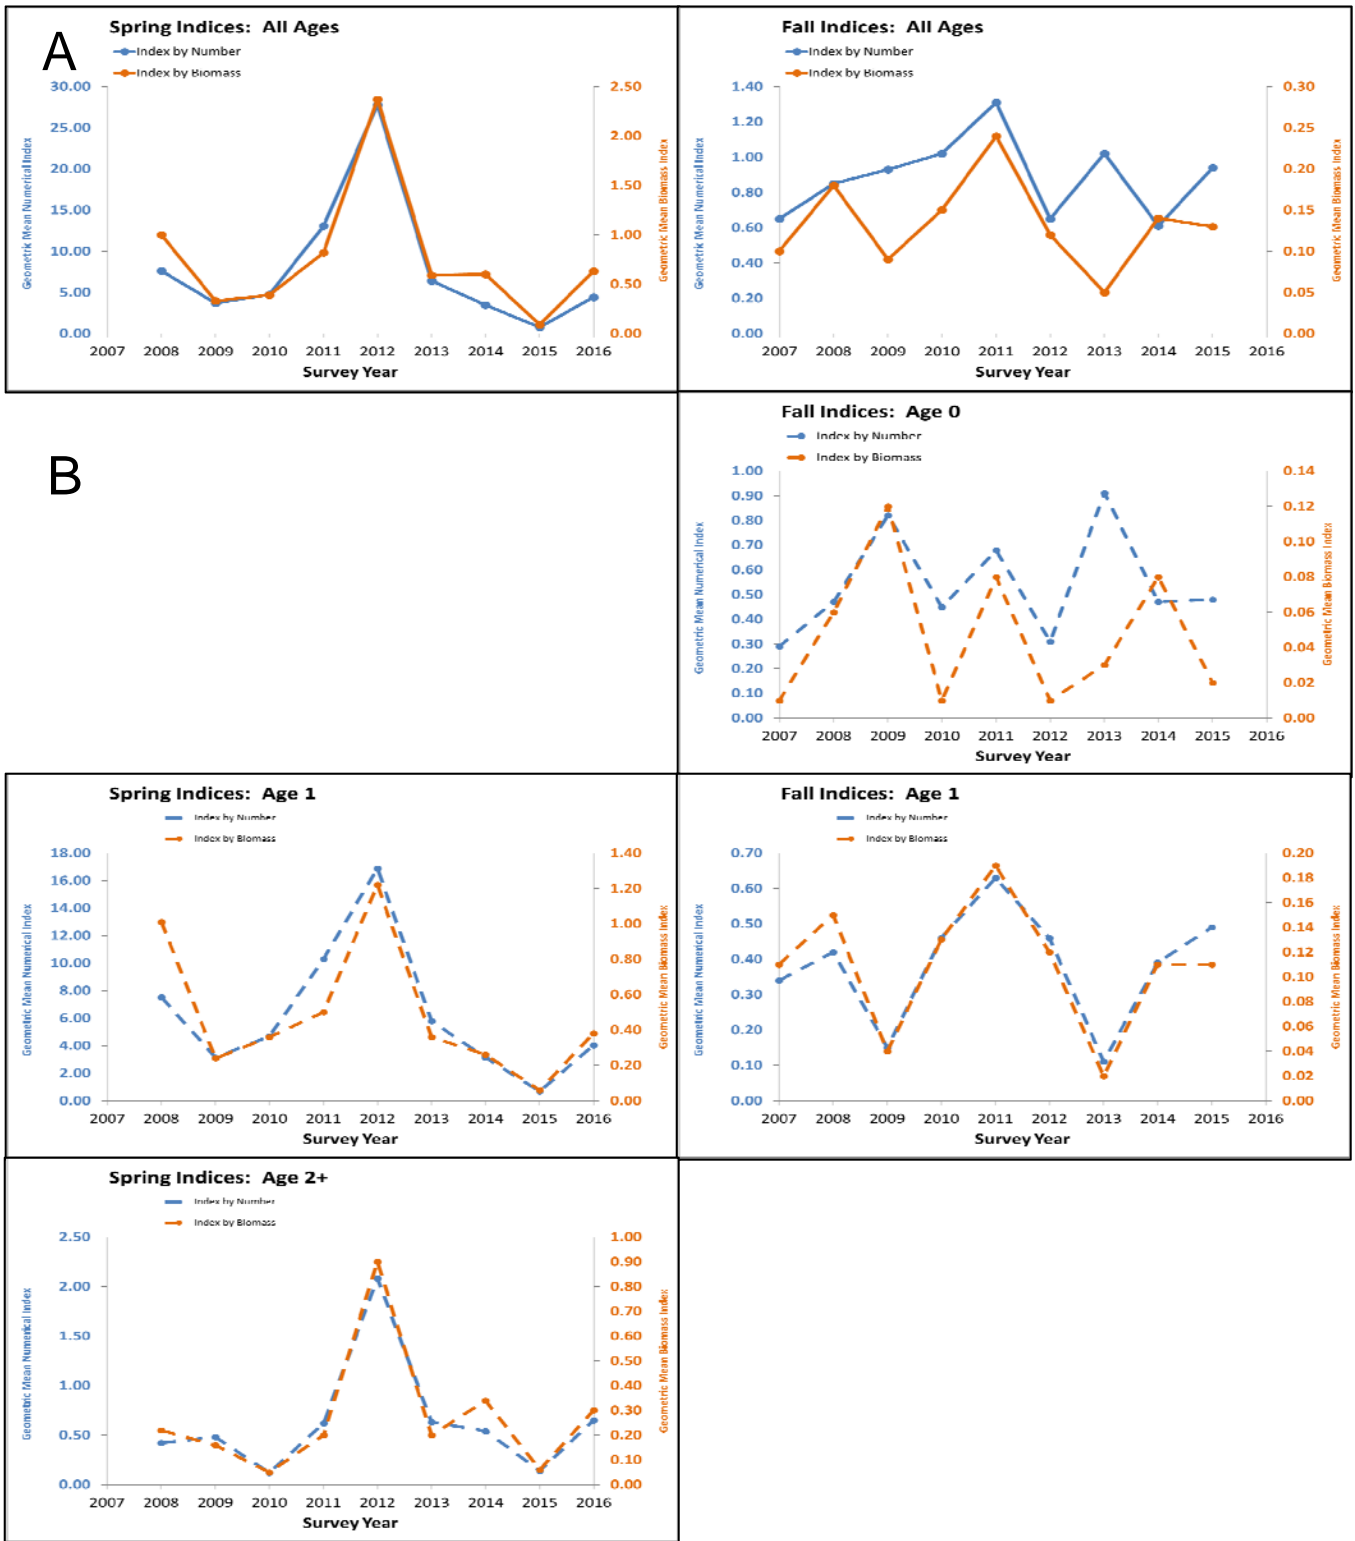 A
Spring Indices: All Ages
Index by Number
Index by Biomass
30.00
25.00
20.00
15.00
10.00
5.00
0.00
Geometric Mean Numerical Index
2.50
2.00
1.50
1.00
0.50
0.00
Geometric Mean Biomass Index
2007 2008 2009 2010 2011 2012 2013 2014 2015 2016
Survey Year
Fall Indices: All Ages
Index by Number
Index by Biomass
1.40
1.20
1.00
0.80
0.60
0.40
0.20
0.00
Geometric Mean Numerical Index
0.30
0.25
0.20
0.15
0.10
0.05
0.00
Geometric Mean Biomass Index
2007 2008 2009 2010 2011 2012 2013 2014 2015 2016
Survey Year
B
Fall Indices: Age 0
Index by Number
Index by Biomass
1.00
0.90
0.80
0.70
0.60
0.50
0.40
0.30
0.20
0.10
0.00
Geometric Mean Numerical Index
0.14
0.12
0.10
0.08
0.06
0.04
0.02
0.00
Geometric Mean Biomass Index
2007 2008 2009 2010 2011 2012 2013 2014 2015 2016
Survey Year
Spring Indices: Age 1
Index by Number
Index by Biomass
18.00
16.00
14.00
12.00
10.00
8.00
6.00
4.00
2.00
0.00
Geometric Mean Numerical Index
1.40
1.20
1.00
0.80
0.60
0.40
0.20
0.00
Geometric Mean Biomass Index
2007 2008 2009 2010 2011 2012 2013 2014 2015 2016
Survey Year
Fall Indices: Age 1
Index by Number
Index by Biomass
0.70
0.60
0.50
0.40
0.30
0.20
0.10
0.00
Geometric Mean Numerical Index
0.20
0.18
0.16
0.14
0.12
0.10
0.08
0.06
0.04
0.02
0.00
Geometric Mean Biomass Index
2007 2008 2009 2010 2011 2012 2013 2014 2015 2016
Survey Year
Spring Indices: Age 2+
Index by Number
Index by Biomass
2.50
2.00
1.50
1.00
0.50
0.00
Geometric Mean Numerical Index
1.00
0.90
0.80
0.70
0.60
0.50
0.40
0.30
0.20
0.10
0.00
Geometric Mean Biomass Index
2007 2008 2009 2010 2011 2012 2013 2014 2015 2016
Survey Year